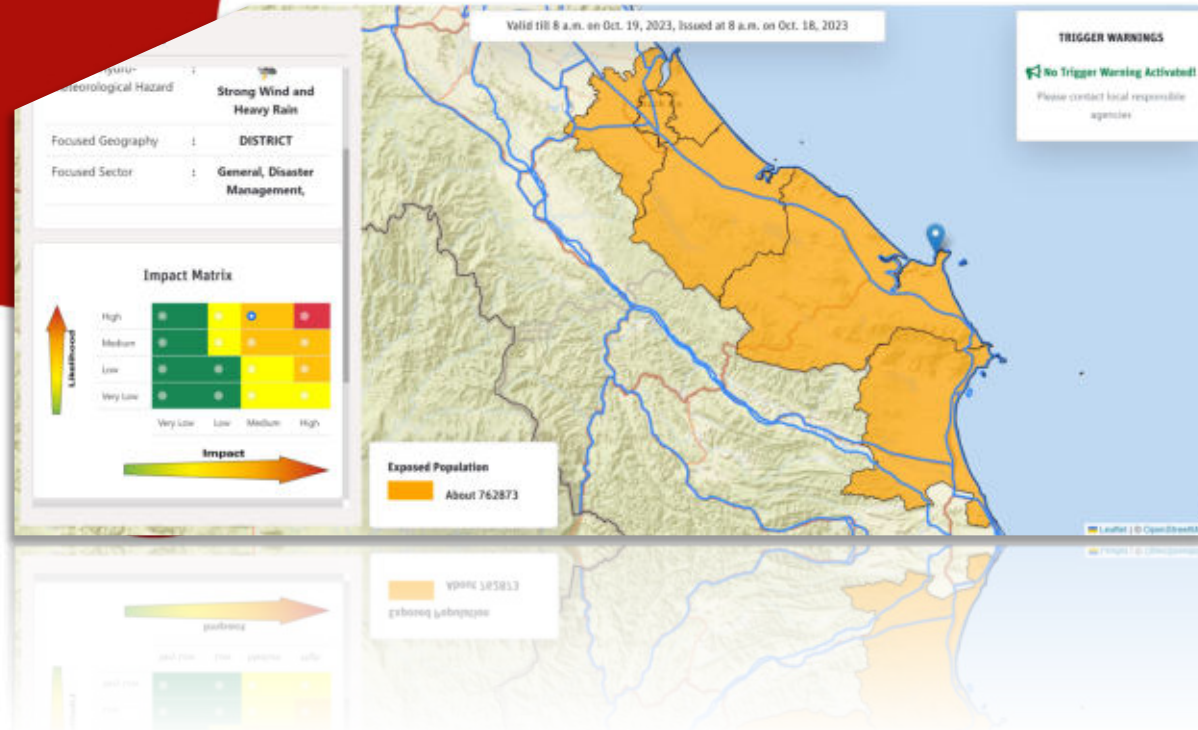 Valid till 8 a.m. on Oct. 19, 2023, Issued at 8 a.m. on Oct. 18, 2023
TRIGGER WARNINGS
No Trigger Warning Activated!
Please contact local responsible
agencies
Hazard :
Strong Wind and
Heavy Rain
Focused Geography : DISTRICT
Focused Sector : General, Disaster
Management,
Impact Matrix
Likelihood
High
Medium
Low
Very Low
Very Low Low Medium High
Impact
Exposed Population
About 762873
Leaflet | ©